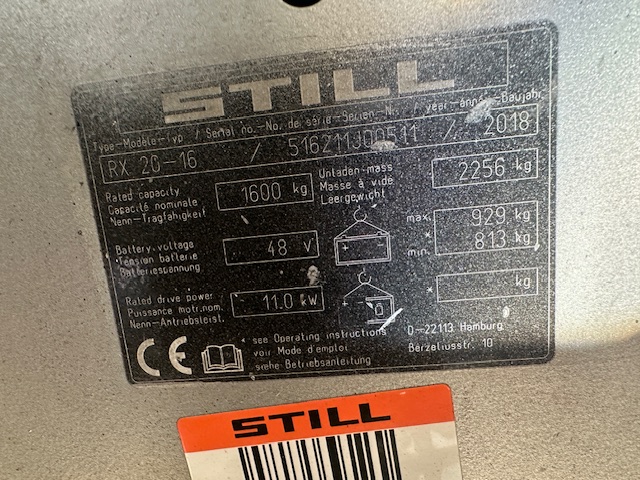 STILL
Type-Modèle-Typ / Serial no.-No. de série-Serien-Nr. / year-année-Baujahr
RX 20-16 / 516211J00511 / 2018
Rated capacity
Capacité nominale
Nenn-Tragfähigkeit
1600 kg
Unladen mass
Masse à vide
Leergewicht
2256 kg
Battery voltage
Tension batterie
Batteriespannung
48 V
max. 929 kg
*
min. 813 kg
Rated drive power
Puissance motr.nom.
Nenn-Antriebsleist.
11.0 kW
* kg
CE
* see Operating instructions
voir Mode d'emploi
siehe Betriebsanleitung
D-22113 Hamburg
Berzeliusstr. 10
STILL